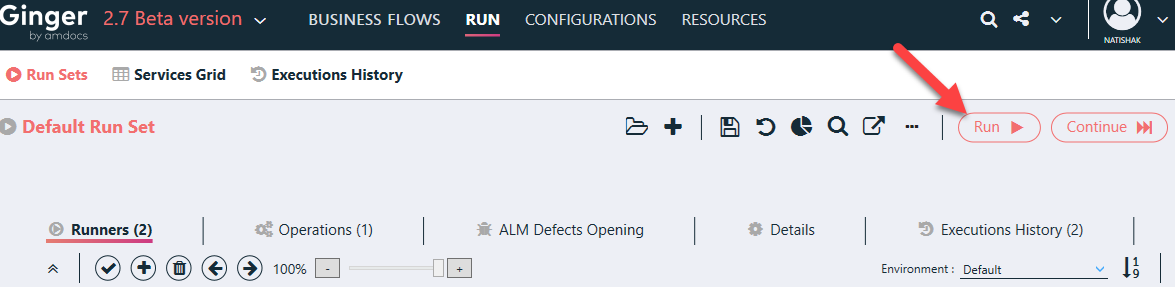 Ginger 2.7 Beta version BUSINESS FLOWS RUN CONFIGURATIONS RESOURCES
by amdocs
NATISHAK
Run Sets Services Grid Executions History
Default Run Set Run Continue
Runners (2) Operations (1) ALM Defects Opening Details Executions History (2)
100% - + Environment : Default 1
9